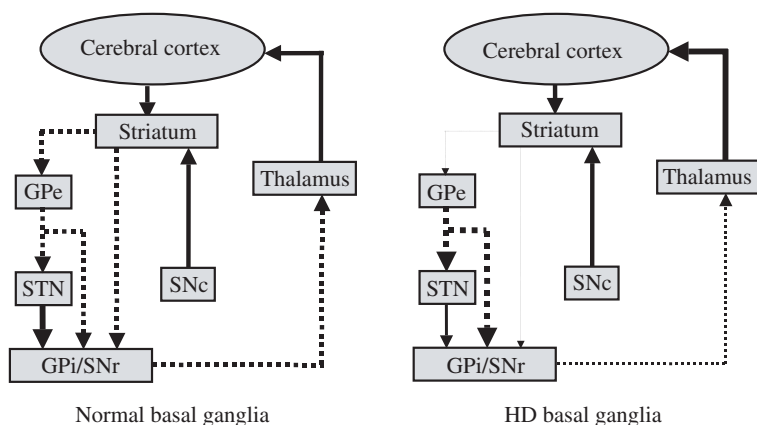 Cerebral cortex
Striatum
GPe
Thalamus
STN
SNc
GPi/SNr
Normal basal ganglia
Cerebral cortex
Striatum
GPe
Thalamus
STN
SNc
GPi/SNr
HD basal ganglia